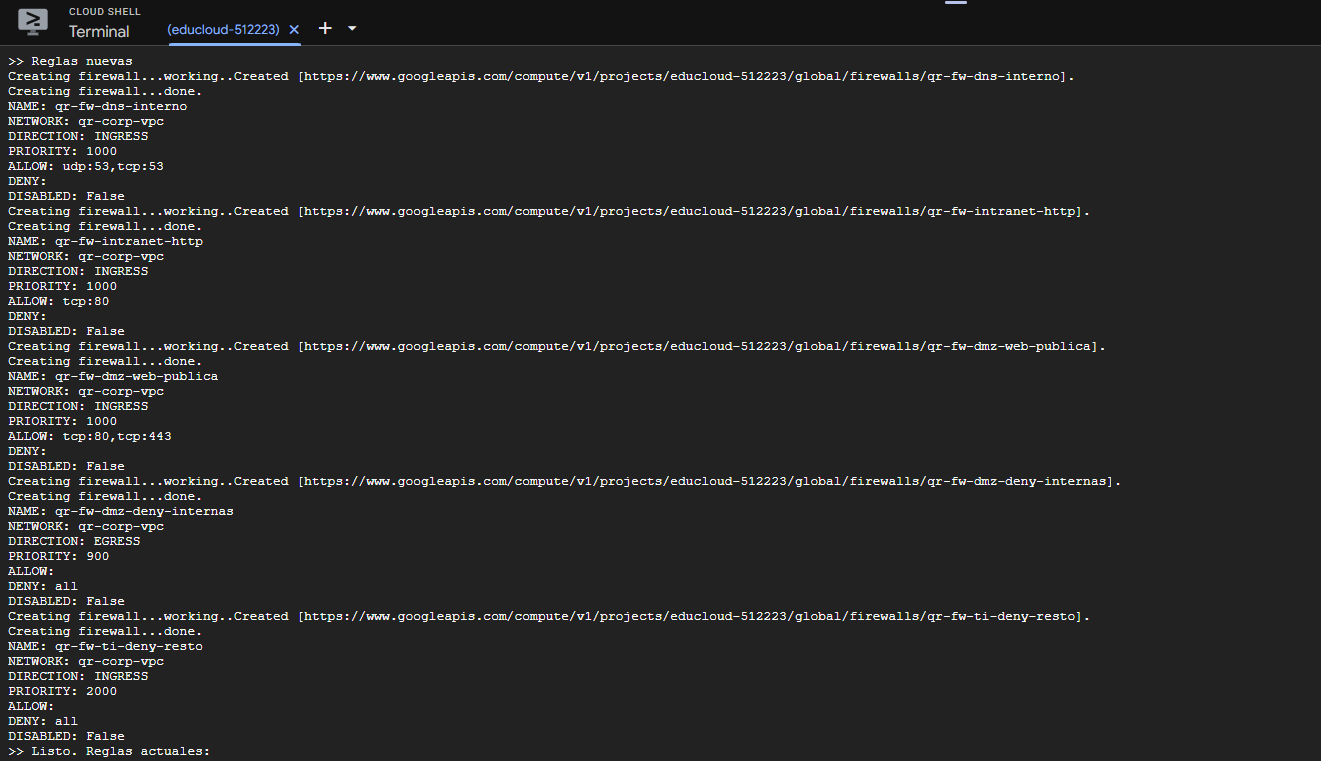 CLOUD SHELL
Terminal
(educloud-512223)
>> Reglas nuevas
Creating firewall...working..Created [https://www.googleapis.com/compute/v1/projects/educloud-512223/global/firewalls/qr-fw-dns-interno].
Creating firewall...done.
NAME: qr-fw-dns-interno
NETWORK: qr-corp-vpc
DIRECTION: INGRESS
PRIORITY: 1000
ALLOW: udp:53,tcp:53
DENY:
DISABLED: False
Creating firewall...working..Created [https://www.googleapis.com/compute/v1/projects/educloud-512223/global/firewalls/qr-fw-intranet-http].
Creating firewall...done.
NAME: qr-fw-intranet-http
NETWORK: qr-corp-vpc
DIRECTION: INGRESS
PRIORITY: 1000
ALLOW: tcp:80
DENY:
DISABLED: False
Creating firewall...working..Created [https://www.googleapis.com/compute/v1/projects/educloud-512223/global/firewalls/qr-fw-dmz-web-publica].
Creating firewall...done.
NAME: qr-fw-dmz-web-publica
NETWORK: qr-corp-vpc
DIRECTION: INGRESS
PRIORITY: 1000
ALLOW: tcp:80,tcp:443
DENY:
DISABLED: False
Creating firewall...working..Created [https://www.googleapis.com/compute/v1/projects/educloud-512223/global/firewalls/qr-fw-dmz-deny-internas].
Creating firewall...done.
NAME: qr-fw-dmz-deny-internas
NETWORK: qr-corp-vpc
DIRECTION: EGRESS
PRIORITY: 900
ALLOW:
DENY: all
DISABLED: False
Creating firewall...working..Created [https://www.googleapis.com/compute/v1/projects/educloud-512223/global/firewalls/qr-fw-ti-deny-resto].
Creating firewall...done.
NAME: qr-fw-ti-deny-resto
NETWORK: qr-corp-vpc
DIRECTION: INGRESS
PRIORITY: 2000
ALLOW:
DENY: all
DISABLED: False
>> Listo. Reglas actuales: